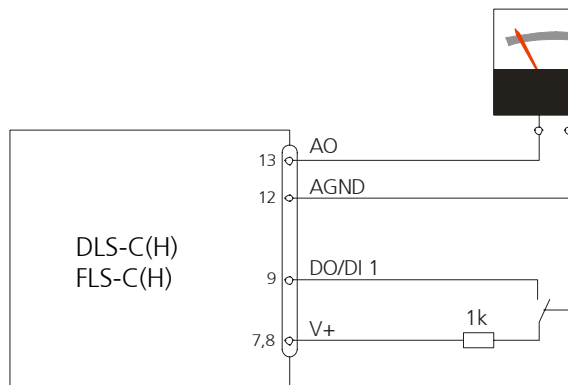 13 AO
12 AGND
DLS-C(H)
FLS-C(H)
9 DO/DI 1
7,8 V+ 1k